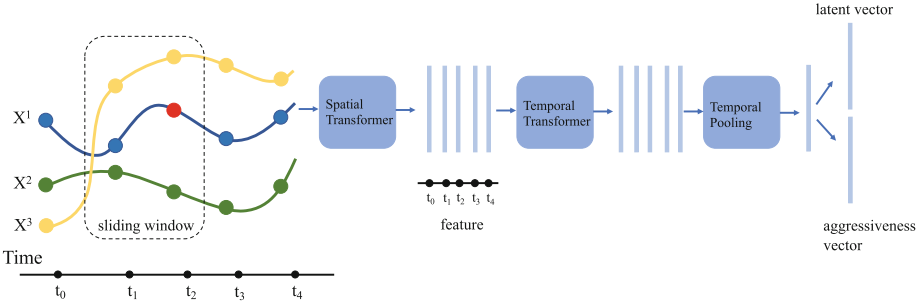 latent vector
X¹
X²
X³
sliding window
Time
t₀ t₁ t₂ t₃ t₄
Spatial
Transformer
t₀ t₁ t₂ t₃ t₄
feature
Temporal
Transformer
Temporal
Pooling
aggressiveness
vector